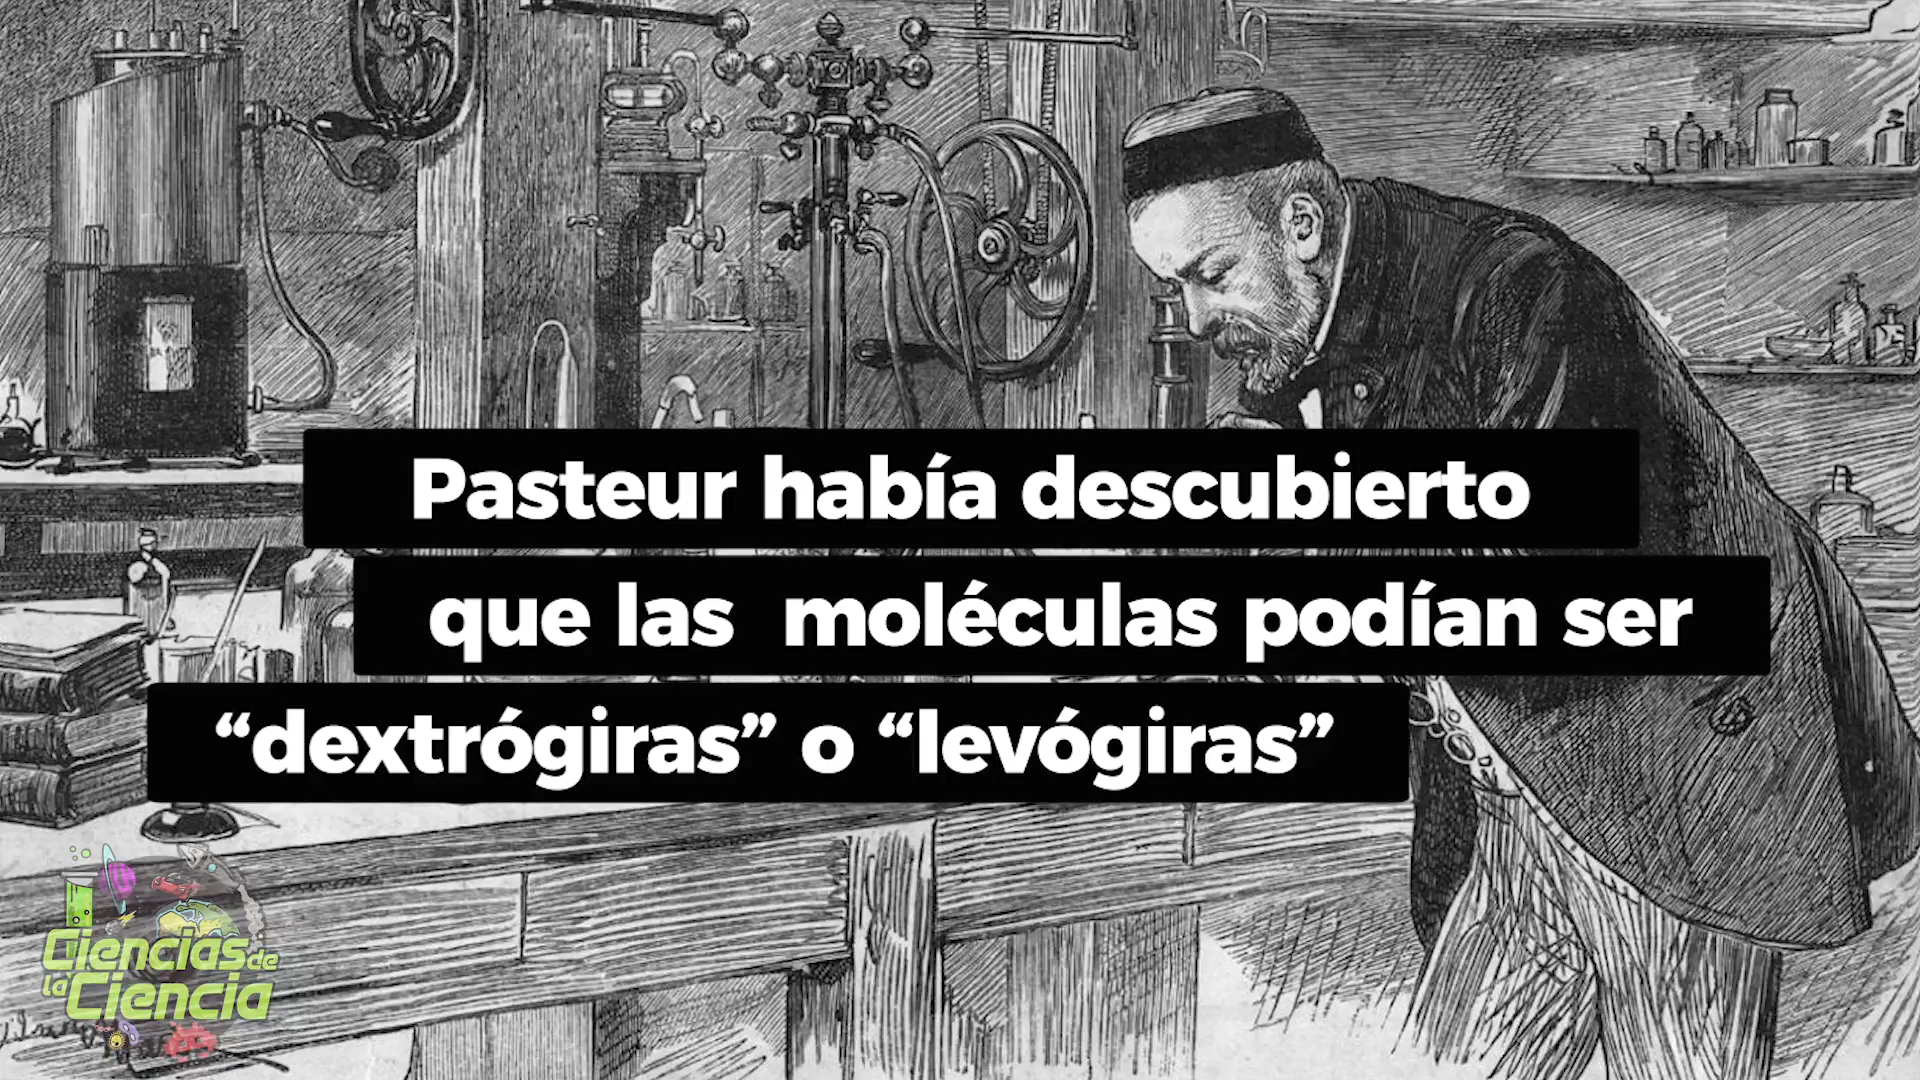 Pasteur había descubierto
que las moléculas podían ser
“dextrógiras” o “levógiras”
Ciencias de
la Ciencia